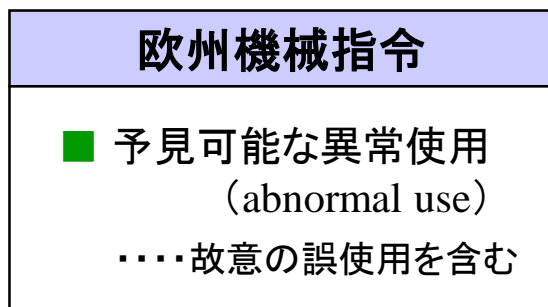 欧州機械指令
■ 予見可能な異常使用
（abnormal use）
････故意の誤使用を含む